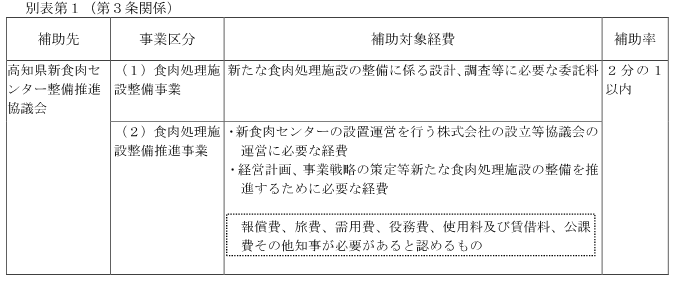 別表第１（第３条関係）
補助先　事業区分　補助対象経費　補助率
高知県新食肉センター整備推進協議会
（１）食肉処理施設整備事業
新たな食肉処理施設の整備に係る設計、調査等に必要な委託料
２分の１以内
（２）食肉処理施設整備推進事業
・新食肉センターの設置運営を行う株式会社の設立等協議会の
運営に必要な経費
・経営計画、事業戦略の策定等新たな食肉処理施設の整備を推
進するために必要な経費
報償費、旅費、需用費、役務費、使用料及び賃借料、公課
費その他知事が必要があると認めるもの